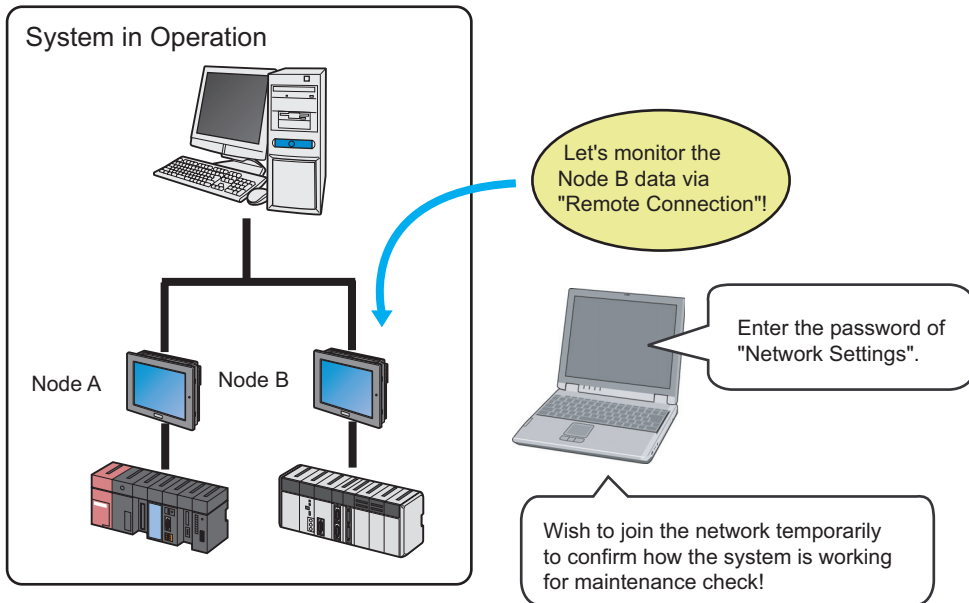 System in Operation
Let's monitor the
Node B data via
"Remote Connection"!
Enter the password of
"Network Settings".
Node A
Node B
Wish to join the network temporarily
to confirm how the system is working
for maintenance check!